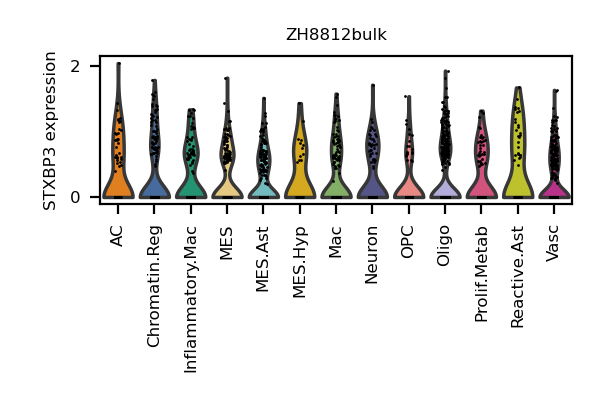 ZH8812bulk
STXBP3 expression
2
0
AC
Chromatin.Reg
Inflammatory.Mac
MES
MES.Ast
MES.Hyp
Mac
Neuron
OPC
Oligo
Prolif.Metab
Reactive.Ast
Vasc